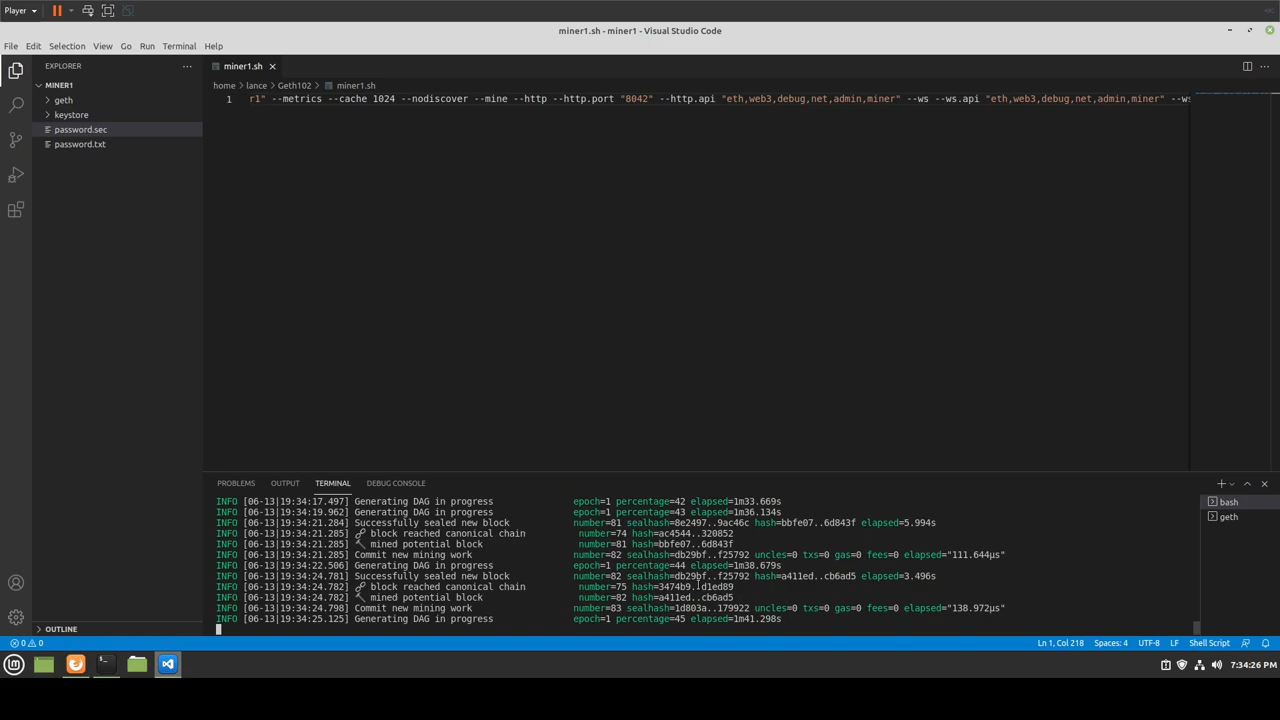 Player
miner1.sh - miner1 - Visual Studio Code
File Edit Selection View Go Run Terminal Help
EXPLORER
MINER1
geth
keystore
password.sec
password.txt
OUTLINE
miner1.sh
home > lance > Geth102 > miner1.sh
1 r1" --metrics --cache 1024 --nodiscover --mine --http --http.port "8042" --http.api "eth,web3,debug,net,admin,miner" --ws --ws.api "eth,web3,debug,net,admin,miner" --ws
PROBLEMS OUTPUT TERMINAL DEBUG CONSOLE
INFO [06-13|19:34:17.497] Generating DAG in progress epoch=1 percentage=42 elapsed=1m33.669s
INFO [06-13|19:34:19.962] Generating DAG in progress epoch=1 percentage=43 elapsed=1m36.134s
INFO [06-13|19:34:21.284] Successfully sealed new block number=81 sealhash=8e2497..9ac46c hash=bbfe07..6d843f elapsed=5.994s
INFO [06-13|19:34:21.285] 🔗 block reached canonical chain number=74 hash=ac4544..320852
INFO [06-13|19:34:21.285] 🔨 mined potential block number=81 hash=bbfe07..6d843f
INFO [06-13|19:34:21.285] Commit new mining work number=82 sealhash=db29bf..f25792 uncles=0 txs=0 gas=0 fees=0 elapsed="111.644µs"
INFO [06-13|19:34:22.506] Generating DAG in progress epoch=1 percentage=44 elapsed=1m38.679s
INFO [06-13|19:34:24.781] Successfully sealed new block number=82 sealhash=db29bf..f25792 hash=a411ed..cb6ad5 elapsed=3.496s
INFO [06-13|19:34:24.782] 🔗 block reached canonical chain number=75 hash=3474b9..d1ed89
INFO [06-13|19:34:24.782] 🔨 mined potential block number=82 hash=a411ed..cb6ad5
INFO [06-13|19:34:24.798] Commit new mining work number=83 sealhash=1d803a..179922 uncles=0 txs=0 gas=0 fees=0 elapsed="138.972µs"
INFO [06-13|19:34:25.125] Generating DAG in progress epoch=1 percentage=45 elapsed=1m41.298s
bash
geth
0 0 Ln 1, Col 218 Spaces: 4 UTF-8 LF Shell Script
7:34:26 PM